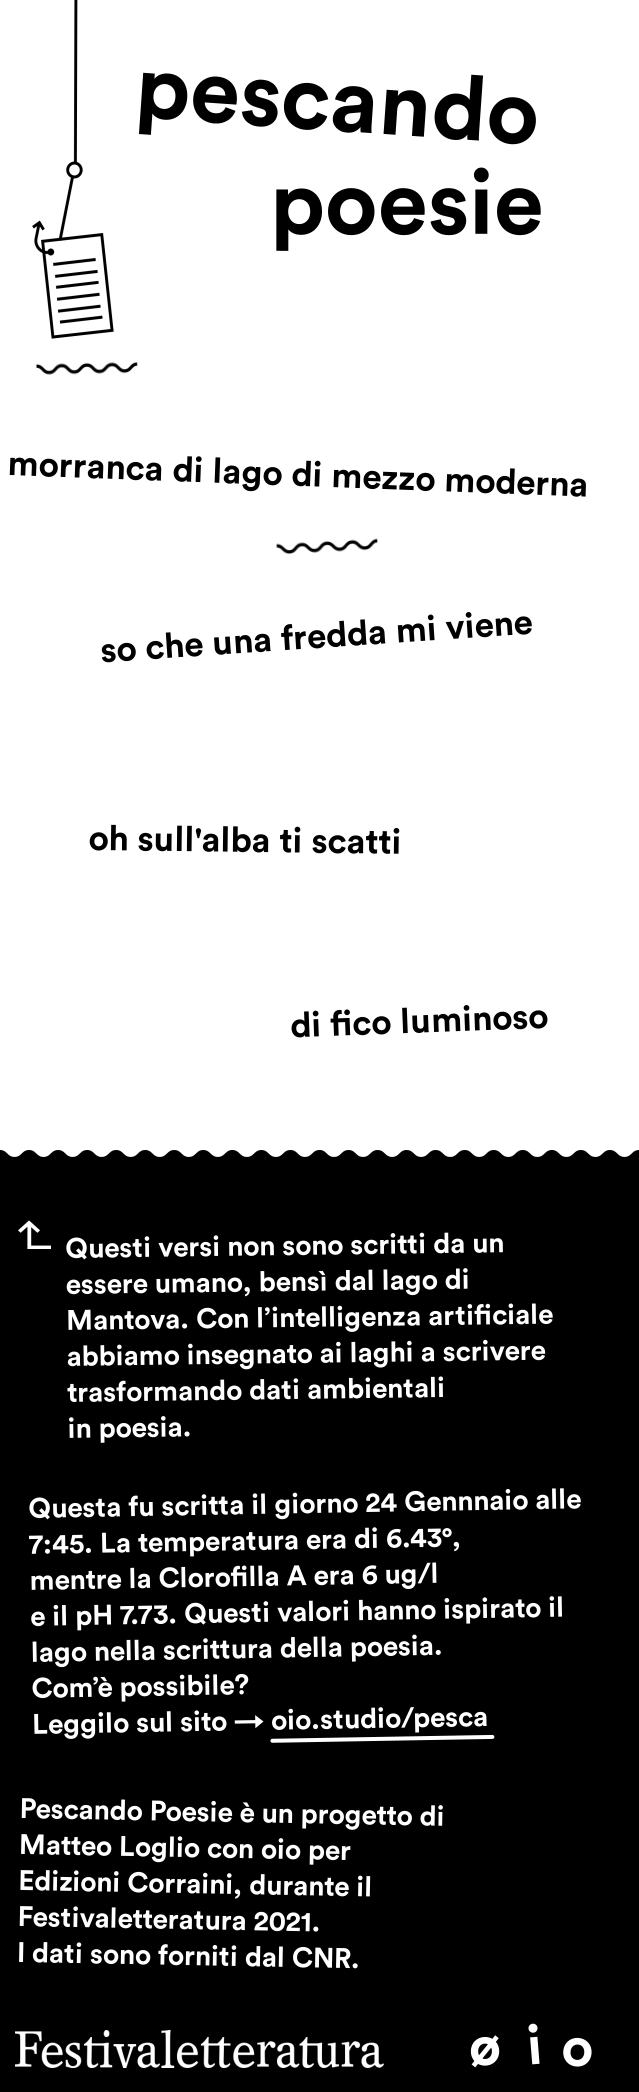 pescando
poesie
morranca di lago di mezzo moderna
so che una fredda mi viene
oh sull'alba ti scatti
di fico luminoso
Questi versi non sono scritti da un
essere umano, bensì dal lago di
Mantova. Con l’intelligenza artificiale
abbiamo insegnato ai laghi a scrivere
trasformando dati ambientali
in poesia.
Questa fu scritta il giorno 24 Gennnaio alle
7:45. La temperatura era di 6.43°,
mentre la Clorofilla A era 6 ug/l
e il pH 7.73. Questi valori hanno ispirato il
lago nella scrittura della poesia.
Com’è possibile?
Leggilo sul sito → oio.studio/pesca
Pescando Poesie è un progetto di
Matteo Loglio con oio per
Edizioni Corraini, durante il
Festivaletteratura 2021.
I dati sono forniti dal CNR.
Festivaletteratura øio